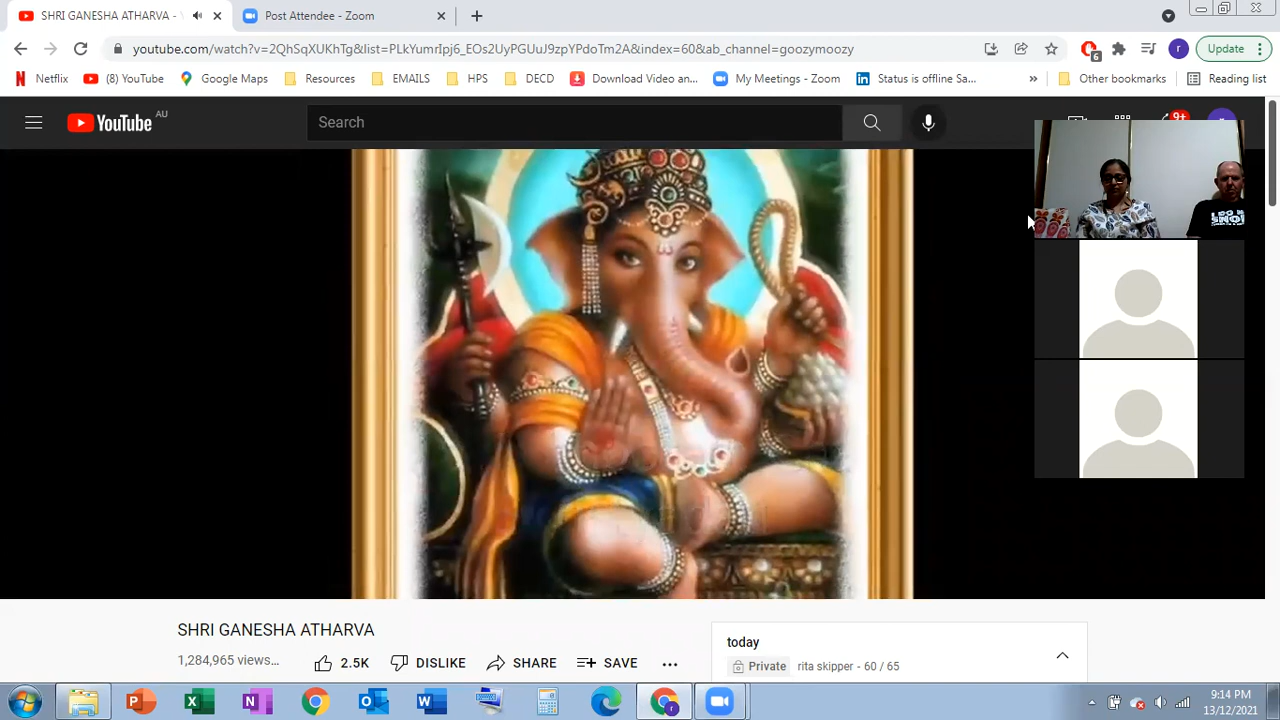 SHRI GANESHA ATHARVA -
Post Attendee - Zoom
youtube.com/watch?v=2QhSqXUKhTg&list=PLkYumrIpj6_EOs2UyPGUuJ9zpYPdoTm2A&index=60&ab_channel=goozymoozy
6
r
Update
Netflix
(8) YouTube
Google Maps
Resources
EMAILS
HPS
DECD
Download Video an...
My Meetings - Zoom
Status is offline Sa...
»
Other bookmarks
Reading list
YouTube AU
Search
9+
SHRI GANESHA ATHARVA
1,284,965 views...
2.5K
DISLIKE
SHARE
SAVE
...
today
Private rita skipper - 60 / 65
9:14 PM
13/12/2021